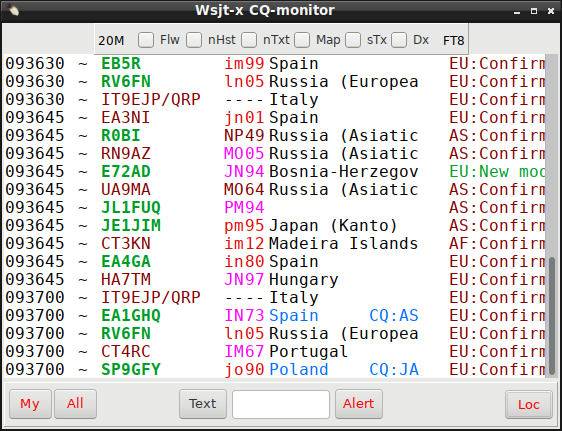 Wsjt-x CQ-monitor
20M Flw nHst nTxt Map sTx Dx FT8
093630 ~ EB5R im99 Spain EU:Confirm
093630 ~ RV6FN ln05 Russia (Europea EU:Confirm
093630 ~ IT9EJP/QRP ---- Italy EU:Confirm
093645 ~ EA3NI jn01 Spain EU:Confirm
093645 ~ R0BI NP49 Russia (Asiatic AS:Confirm
093645 ~ RN9AZ MO05 Russia (Asiatic AS:Confirm
093645 ~ E72AD JN94 Bosnia-Herzegov EU:New mod
093645 ~ UA9MA MO64 Russia (Asiatic AS:Confirm
093645 ~ JL1FUQ PM94 AS:Confirm
093645 ~ JE1JIM pm95 Japan (Kanto) AS:Confirm
093645 ~ CT3KN im12 Madeira Islands AF:Confirm
093645 ~ EA4GA in80 Spain EU:Confirm
093645 ~ HA7TM JN97 Hungary EU:Confirm
093700 ~ IT9EJP/QRP ---- Italy EU:Confirm
093700 ~ EA1GHQ IN73 Spain CQ:AS EU:Confirm
093700 ~ RV6FN ln05 Russia (Europea EU:Confirm
093700 ~ CT4RC IM67 Portugal EU:Confirm
093700 ~ SP9GFY jo90 Poland CQ:JA EU:Confirm
My All Text Alert Loc